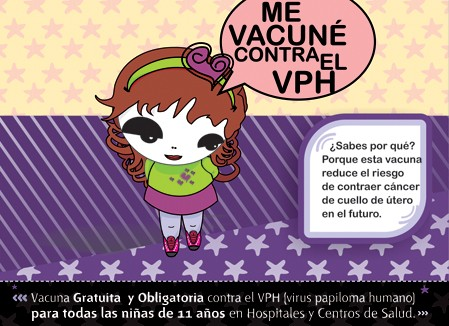 ME
VACUNÉ
CONTRA EL
VPH
¿Sabes por qué?
Porque esta vacuna
reduce el riesgo
de contraer cáncer
de cuello de útero
en el futuro.
‹‹‹ Vacuna Gratuita y Obligatoria contra el VPH (virus papiloma humano)
para todas las niñas de 11 años en Hospitales y Centros de Salud. ›››